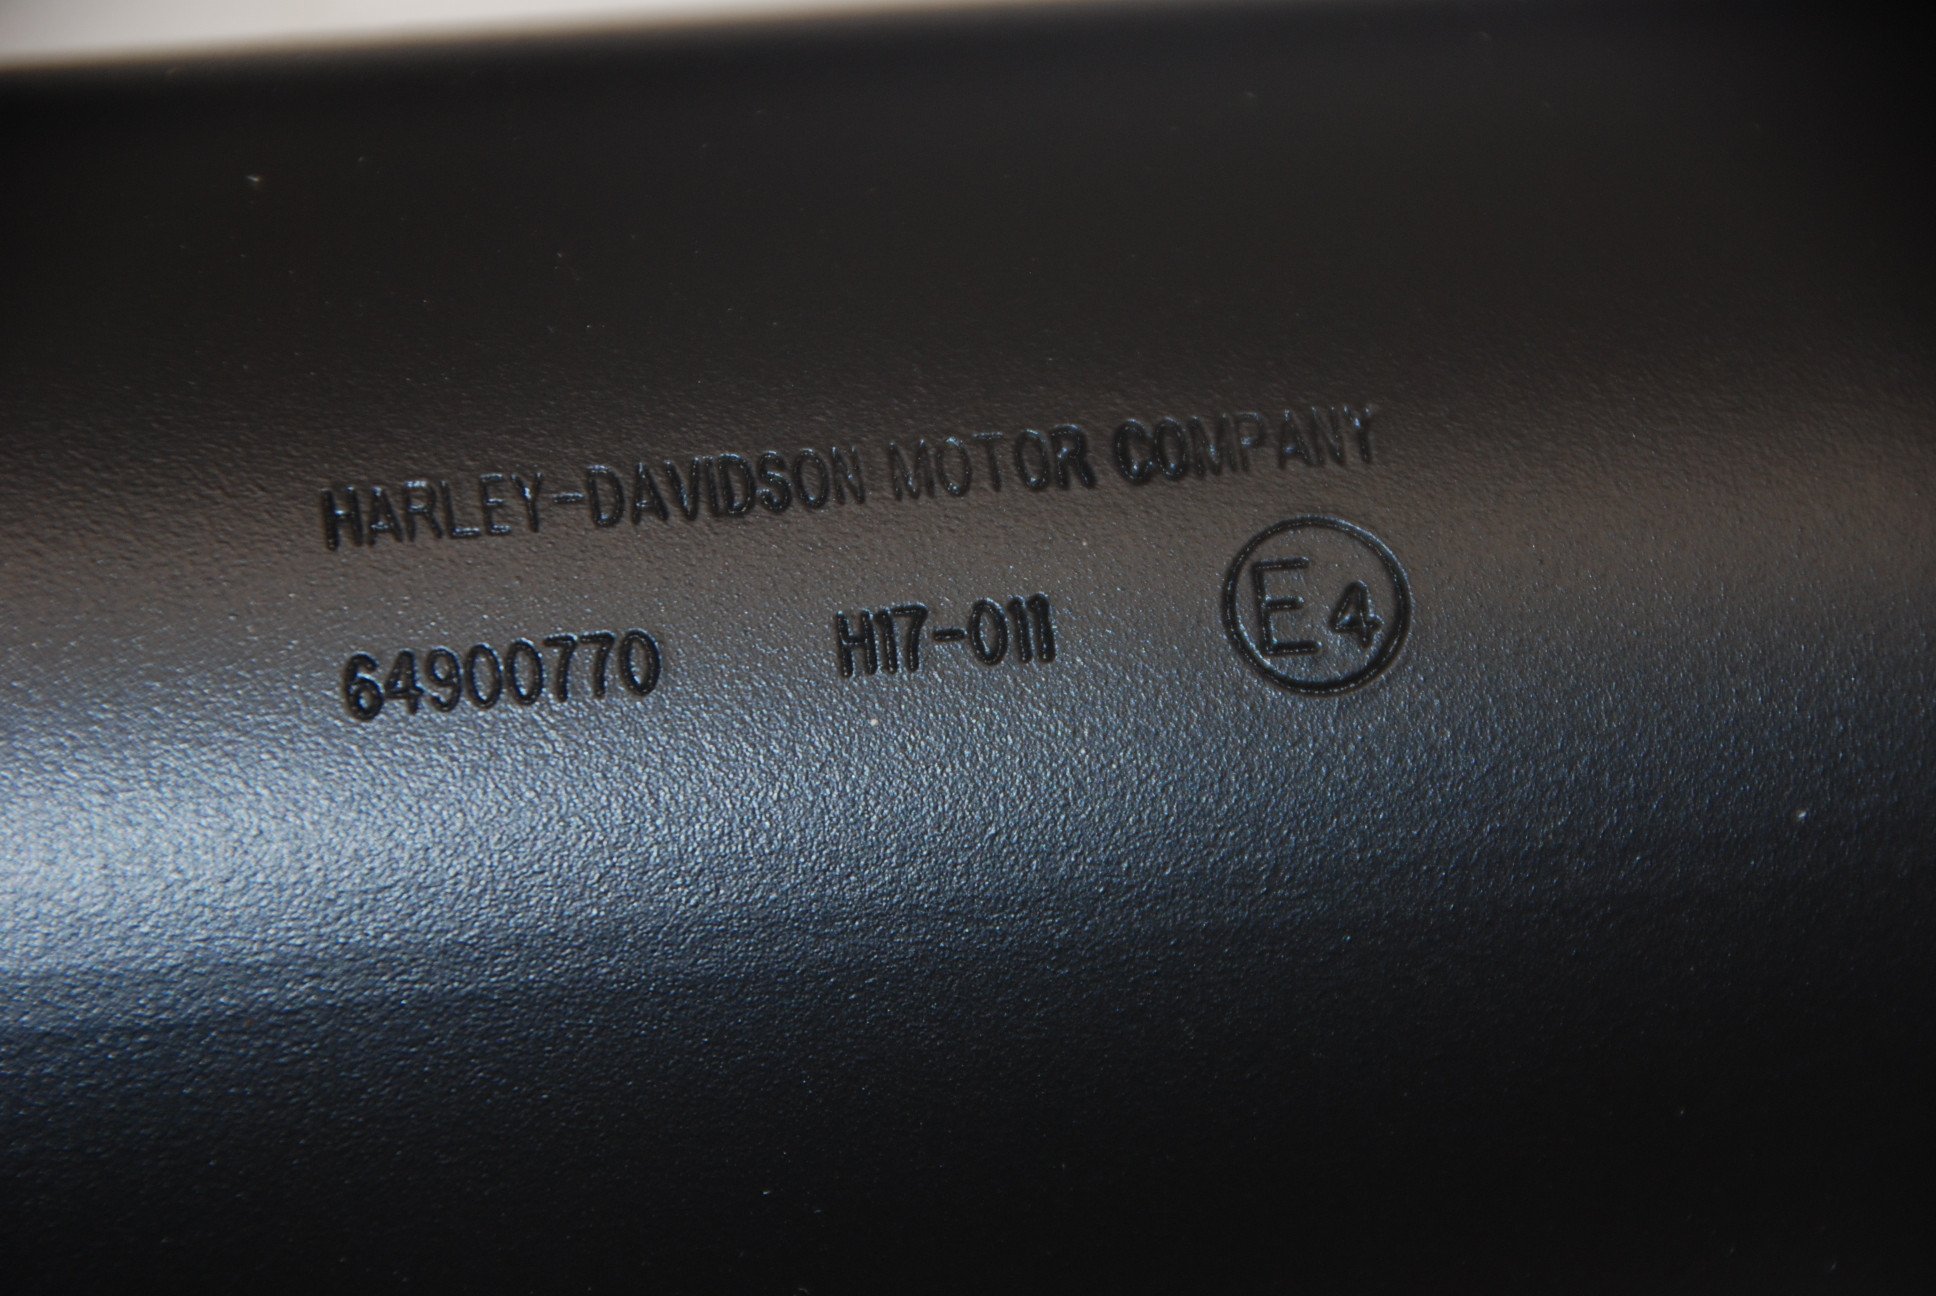 HARLEY-DAVIDSON MOTOR COMPANY
64900770 H17-011 E4